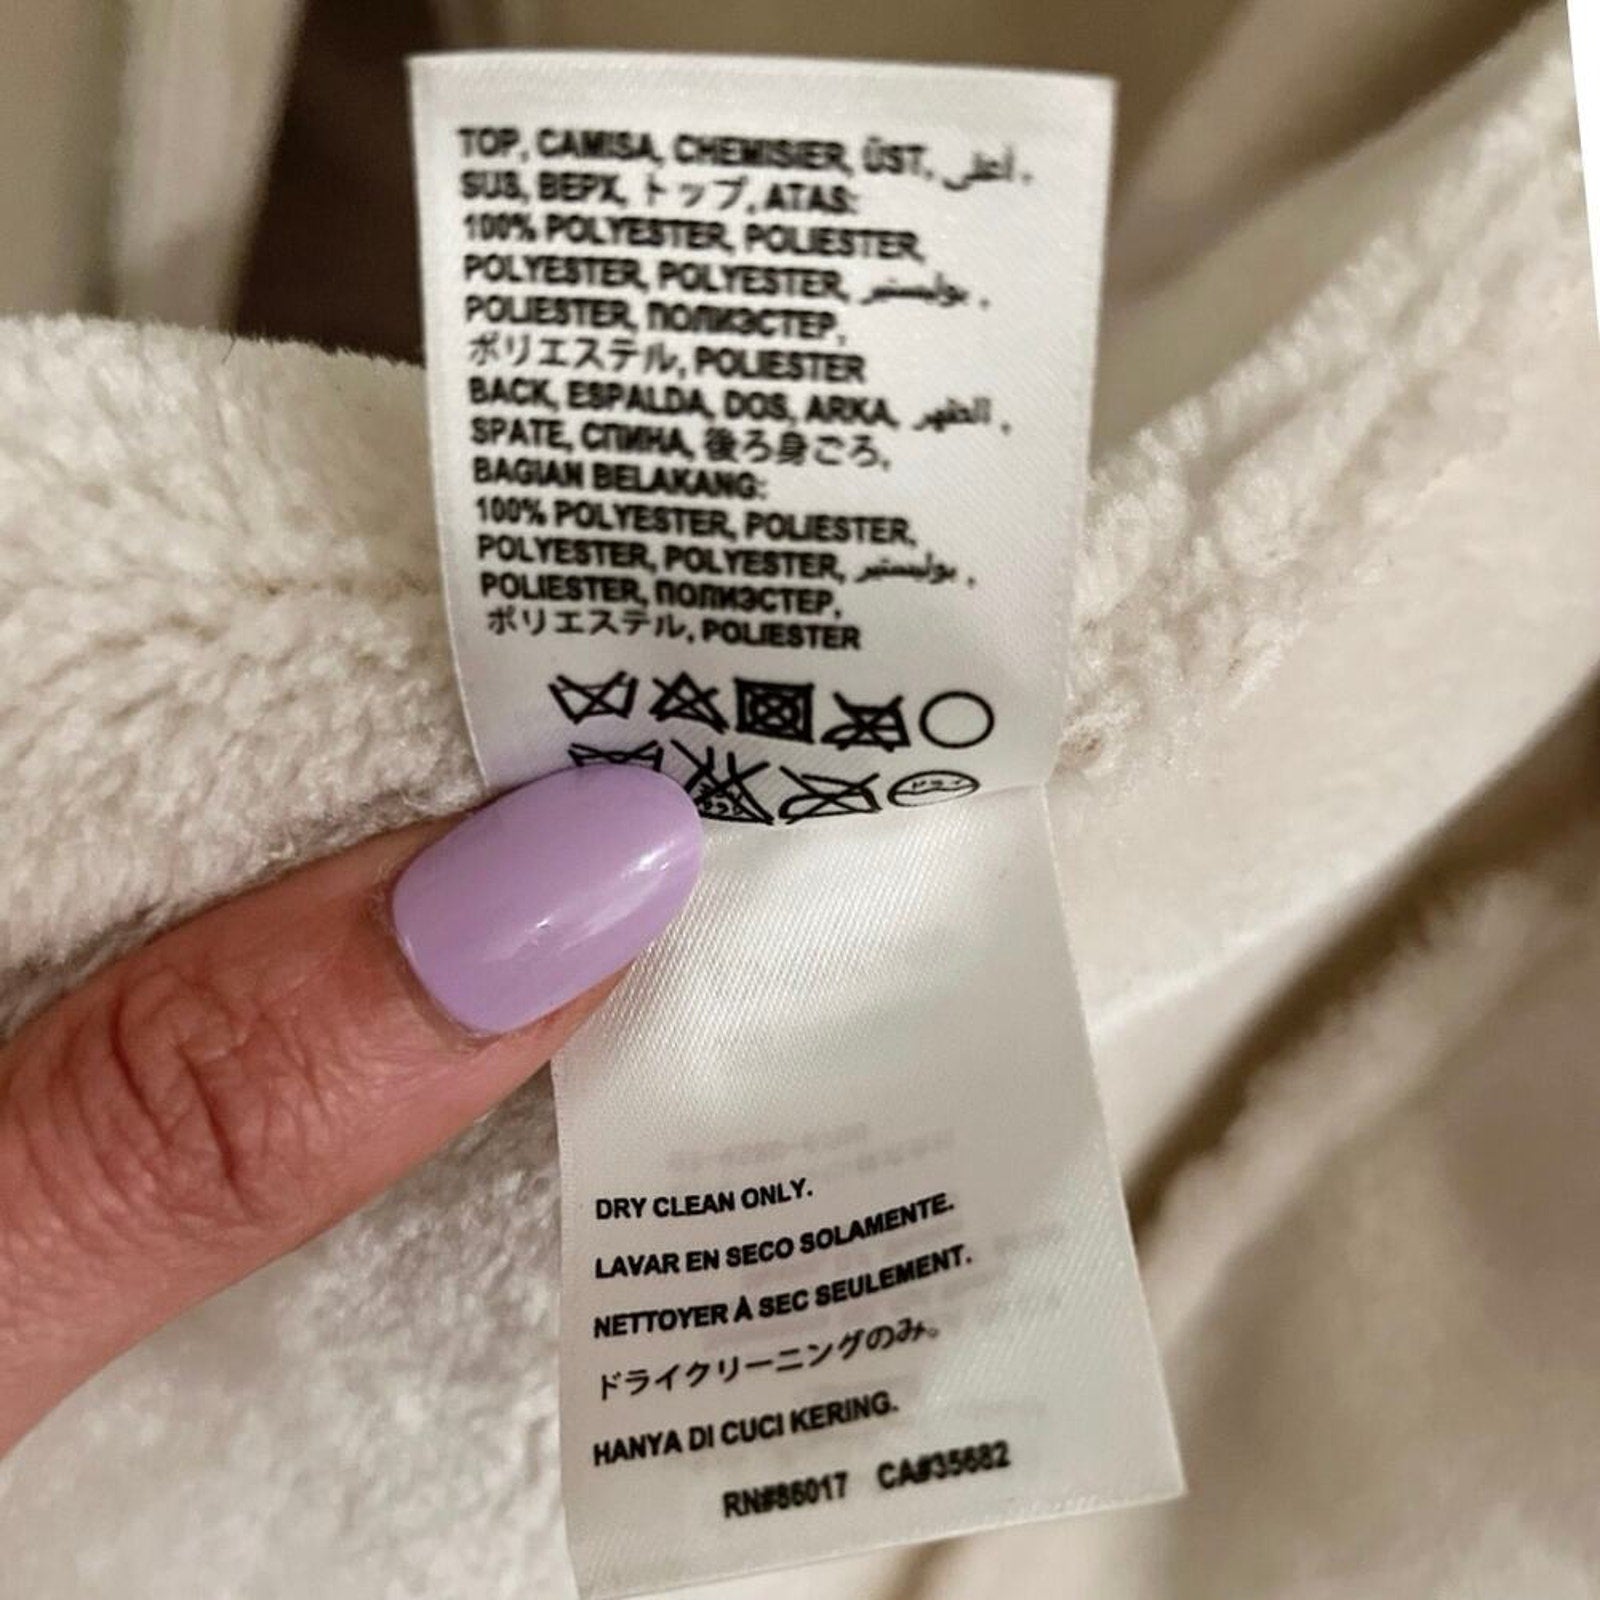 TOP, CAMISA, CHEMISIER, ÜST, أعلى,
SUS, ВЕРХ, トップ, ATAS:
100% POLYESTER, POLIESTER,
POLYESTER, POLYESTER, بوليستير,
POLIESTER, ПОЛИЭСТЕР,
ポリエステル, POLIESTER
BACK, ESPALDA, DOS, ARKA, الظهر,
SPATE, СПИНА, 後ろ身ごろ,
BAGIAN BELAKANG:
100% POLYESTER, POLIESTER,
POLYESTER, POLYESTER, بوليستير,
POLIESTER, ПОЛИЭСТЕР,
ポリエステル, POLIESTER
DRY CLEAN ONLY.
LAVAR EN SECO SOLAMENTE.
NETTOYER À SEC SEULEMENT.
ドライクリーニングのみ。
HANYA DI CUCI KERING.
RN#86017 CA#35682